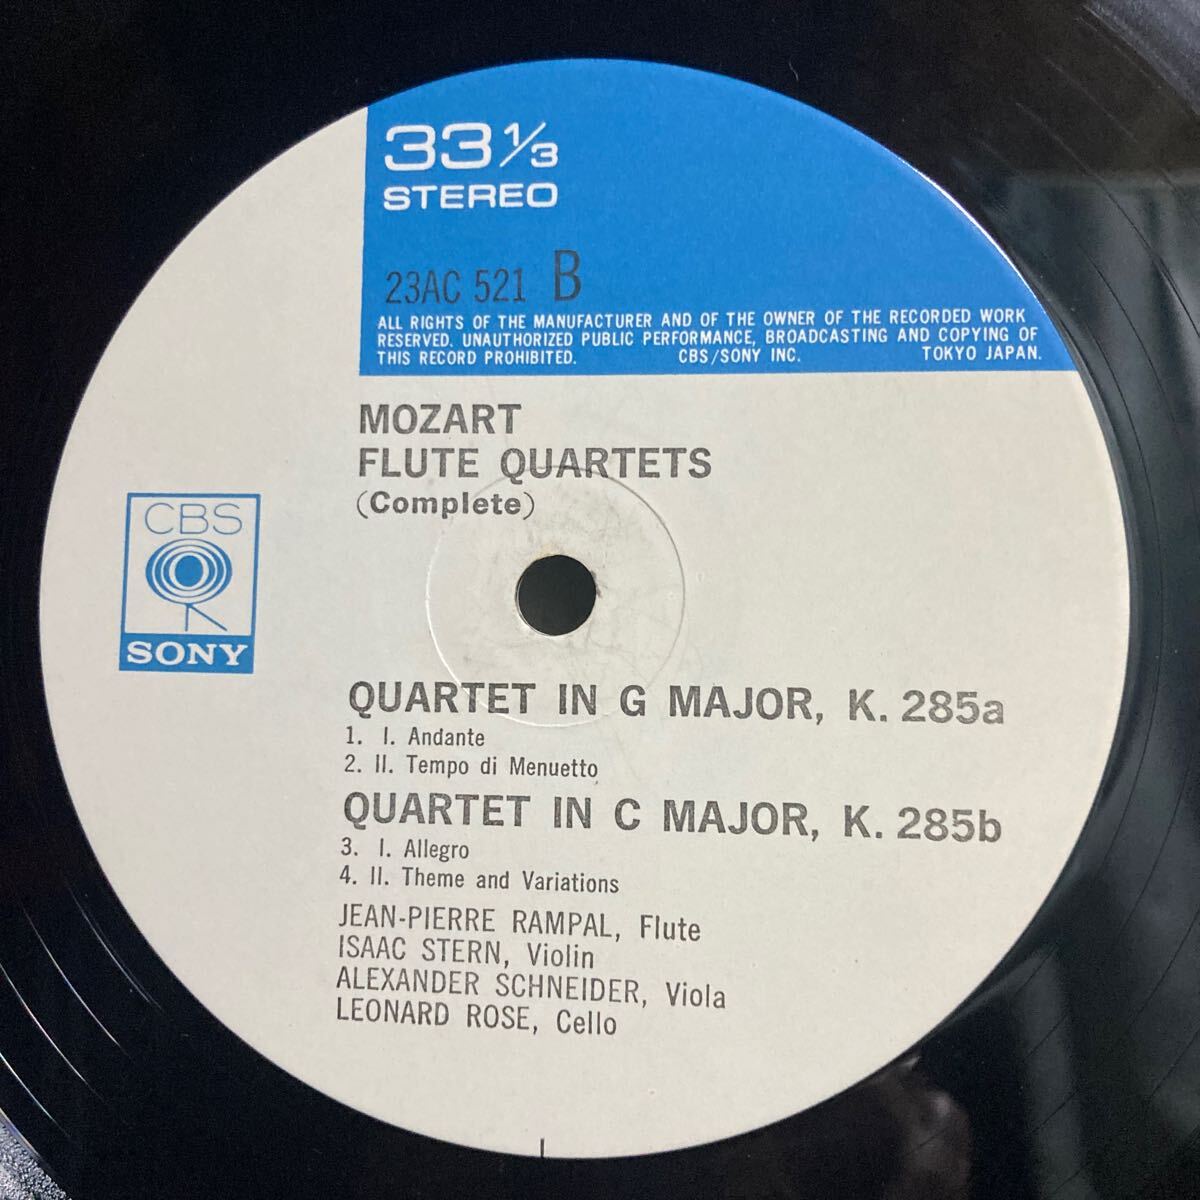 33 1/3
STEREO
23AC 521 B
ALL RIGHTS OF THE MANUFACTURER AND OF THE OWNER OF THE RECORDED WORK
RESERVED. UNAUTHORIZED PUBLIC PERFORMANCE, BROADCASTING AND COPYING OF
THIS RECORD PROHIBITED. CBS/SONY INC. TOKYO JAPAN.
MOZART
FLUTE QUARTETS
(Complete)
CBS
SONY
QUARTET IN G MAJOR, K. 285a
1. I. Andante
2. II. Tempo di Menuetto
QUARTET IN C MAJOR, K. 285b
3. I. Allegro
4. II. Theme and Variations
JEAN-PIERRE RAMPAL, Flute
ISAAC STERN, Violin
ALEXANDER SCHNEIDER, Viola
LEONARD ROSE, Cello